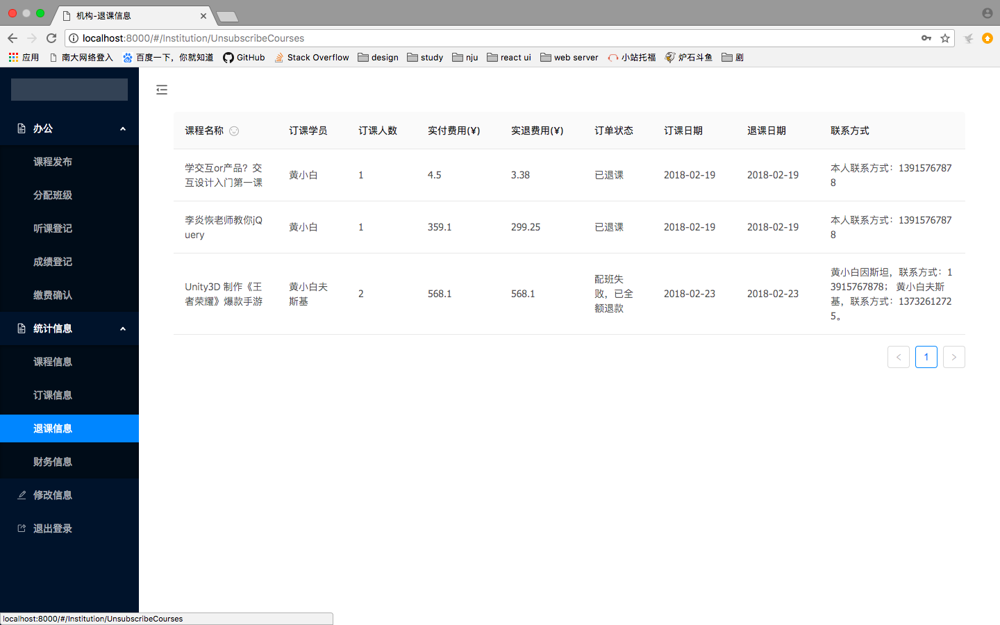 机构-退课信息
localhost:8000/#/Institution/UnsubscribeCourses
应用 南大网络登入 百度一下，你就知道 GitHub Stack Overflow design study nju react ui web server 小站托福 炉石斗鱼 剧
办公
课程发布
分配班级
听课登记
成绩登记
缴费确认
统计信息
课程信息
订课信息
退课信息
财务信息
修改信息
退出登录
课程名称 订课学员 订课人数 实付费用(¥) 实退费用(¥) 订单状态 订课日期 退课日期 联系方式
学交互or产品？交
互设计入门第一课
黄小白
1
4.5
3.38
已退课
2018-02-19
2018-02-19
本人联系方式：1391576787
8
李炎恢老师教你jQ
uery
黄小白
1
359.1
299.25
已退课
2018-02-19
2018-02-19
本人联系方式：1391576787
8
Unity3D 制作《王
者荣耀》爆款手游
黄小白夫
斯基
2
568.1
568.1
配班失
败，已全
额退款
2018-02-23
2018-02-23
黄小白因斯坦，联系方式：1
3915767878； 黄小白夫斯
基，联系方式：1373261272
5。
1
localhost:8000/#/Institution/UnsubscribeCourses